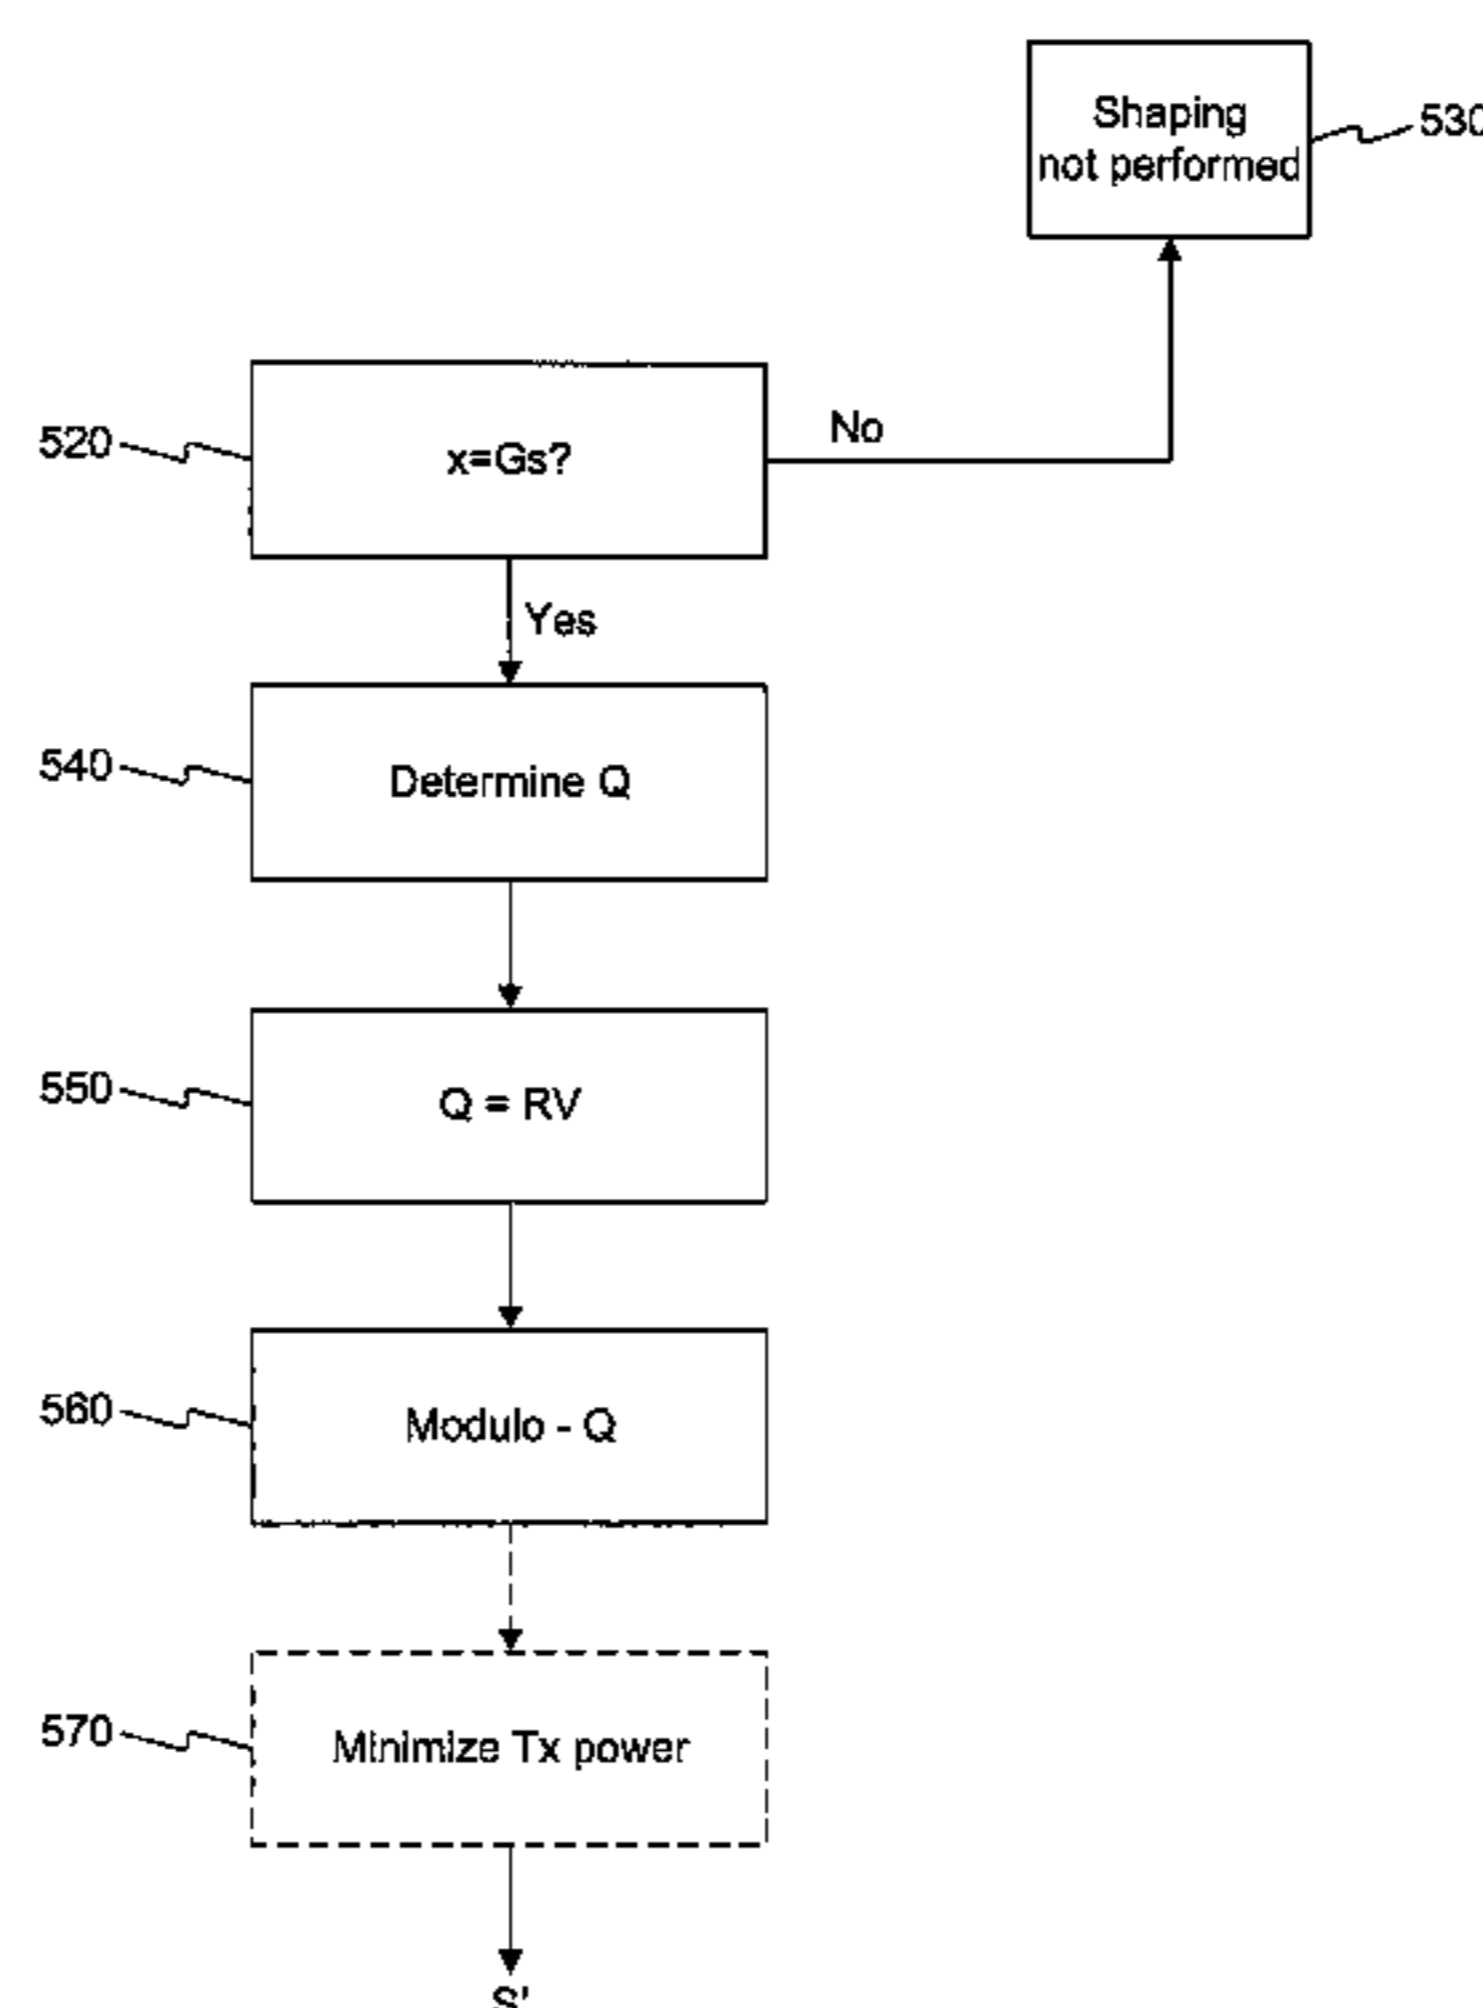 Shaping
not performed
530
520
x=Gs?
No
Yes
540
Determine Q
550
Q = RV
560
Modulo - Q
570
Minimize Tx power
S'